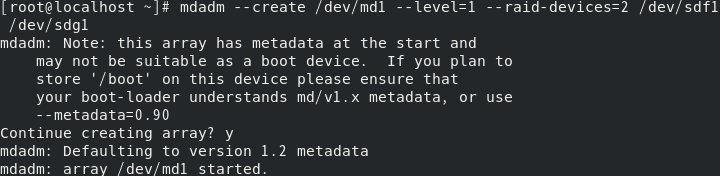 [root@localhost ~]# mdadm --create /dev/md1 --level=1 --raid-devices=2 /dev/sdf1
 /dev/sdg1
mdadm: Note: this array has metadata at the start and
    may not be suitable as a boot device.  If you plan to
    store '/boot' on this device please ensure that
    your boot-loader understands md/v1.x metadata, or use
    --metadata=0.90
Continue creating array? y
mdadm: Defaulting to version 1.2 metadata
mdadm: array /dev/md1 started.